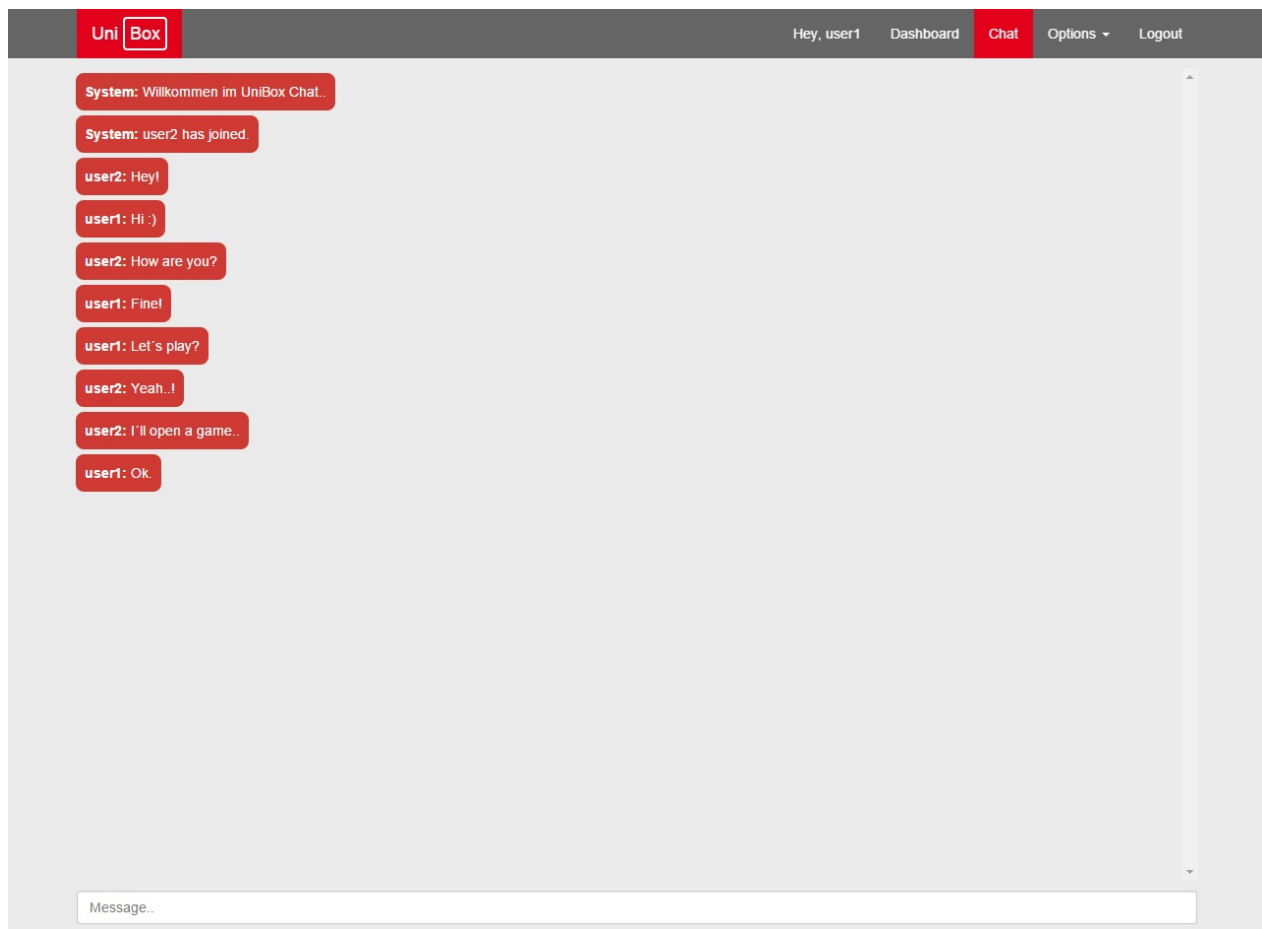 Uni Box Hey, user1 Dashboard Chat Options Logout
System: Willkommen im UniBox Chat..
System: user2 has joined.
user2: Hey!
user1: Hi :)
user2: How are you?
user1: Fine!
user1: Let´s play?
user2: Yeah..!
user2: I´ll open a game..
user1: Ok.
Message..